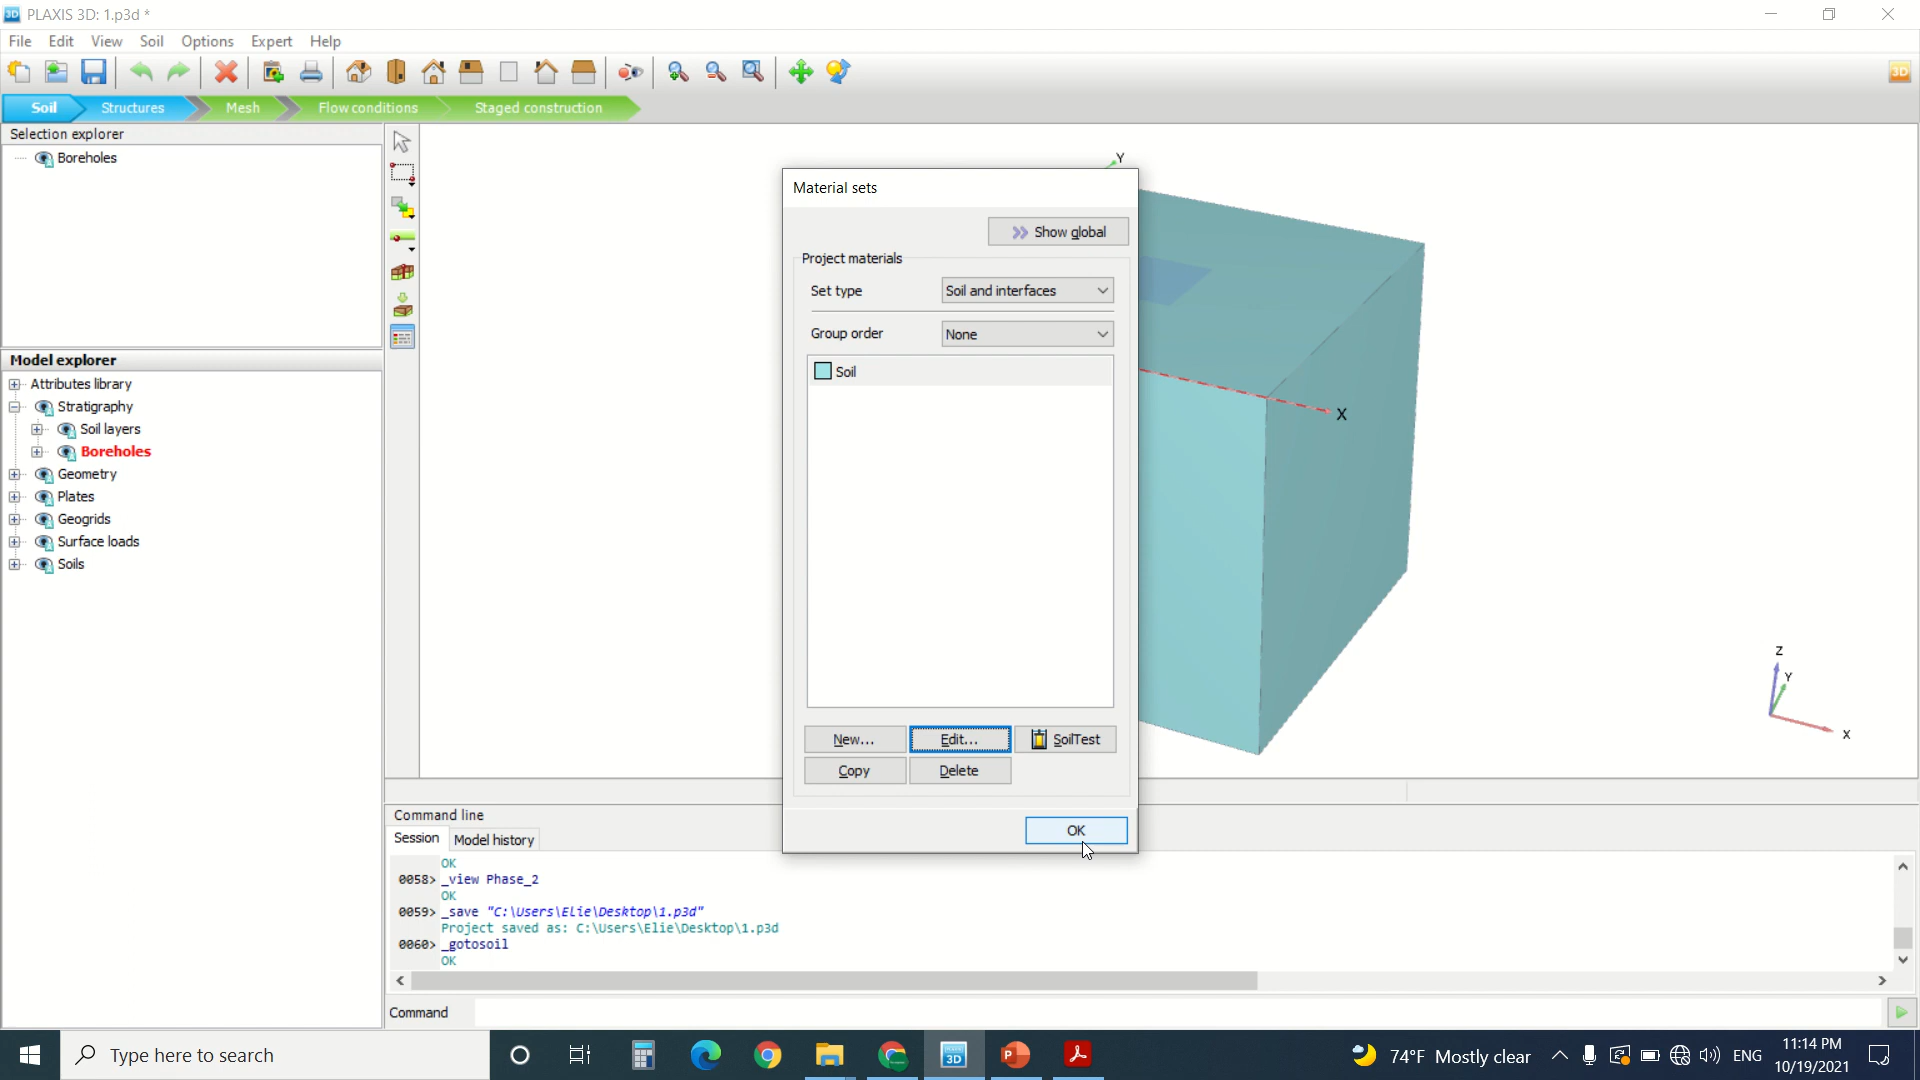 3D PLAXIS 3D: 1.p3d *
File Edit View Soil Options Expert Help
3D
Soil Structures Mesh Flow conditions Staged construction
Selection explorer
Boreholes
Model explorer
Attributes library
Stratigraphy
Soil layers
Boreholes
Geometry
Plates
Geogrids
Surface loads
Soils
Y
X
Z
Y
X
Material sets
Show global
Project materials
Set type Soil and interfaces
Group order None
Soil
New... Edit... SoilTest
Copy Delete
OK
Command line
Session Model history
OK
0058> _view Phase_2
OK
0059> _save "C:\Users\Elie\Desktop\1.p3d"
Project saved as: C:\Users\Elie\Desktop\1.p3d
0060> _gotosoil
OK
Command
Type here to search
3D
74°F Mostly clear
ENG
11:14 PM
10/19/2021